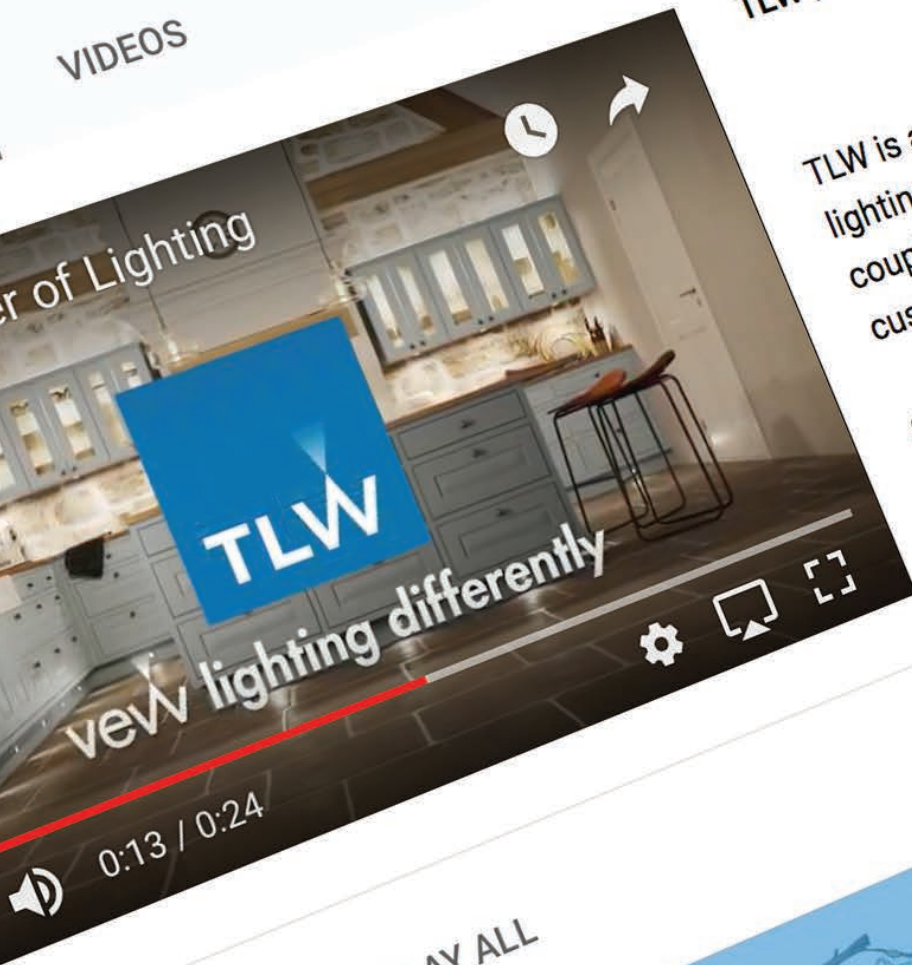 VIDEOS
TLW
TLW is
lightin
coup
cus
er of Lighting
TLW
veW lighting differently
0:13 / 0:24
AY ALL